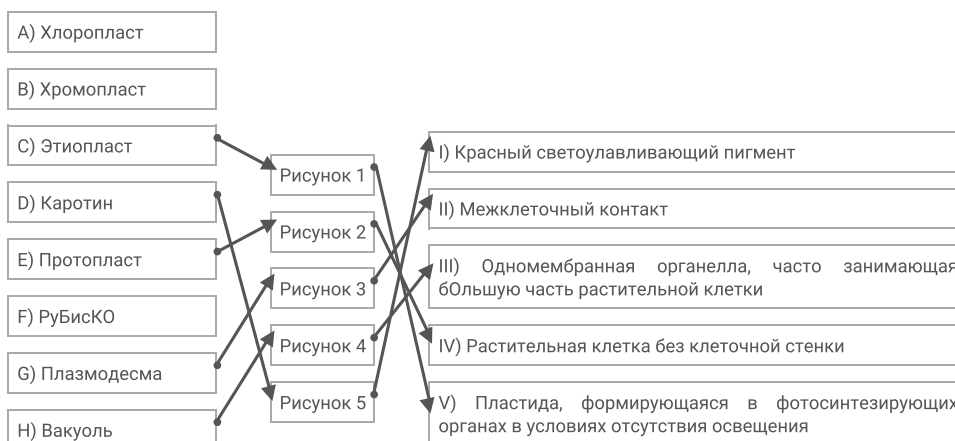 A) Хлоропласт
B) Хромопласт
C) Этиопласт
D) Каротин
E) Протопласт
F) РуБисКО
G) Плазмодесма
H) Вакуоль
Рисунок 1
Рисунок 2
Рисунок 3
Рисунок 4
Рисунок 5
I) Красный светоулавливающий пигмент
II) Межклеточный контакт
III) Одномембранная органелла, часто занимающая
бОльшую часть растительной клетки
IV) Растительная клетка без клеточной стенки
V) Пластида, формирующаяся в фотосинтезирующих
органах в условиях отсутствия освещения